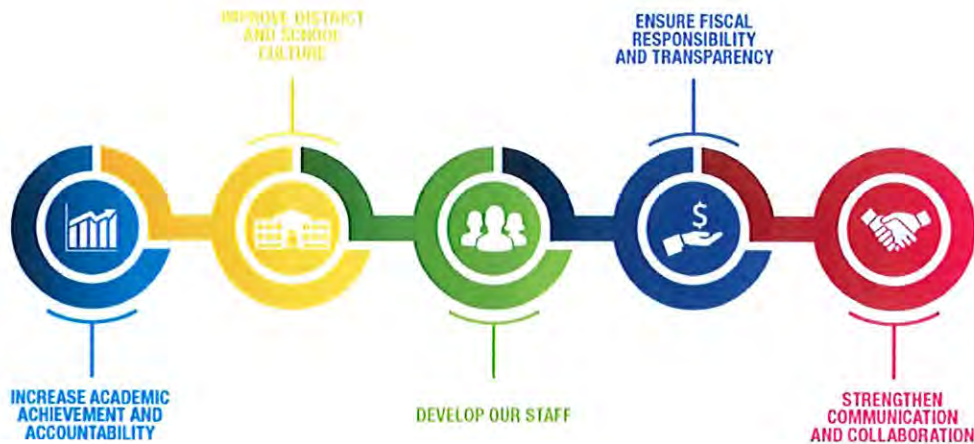 IMPROVE DISTRICT
AND SCHOOL
CULTURE
ENSURE FISCAL
RESPONSIBILITY
AND TRANSPARENCY
$
INCREASE ACADEMIC
ACHIEVEMENT AND
ACCOUNTABILITY
DEVELOP OUR STAFF
STRENGTHEN
COMMUNICATION
AND COLLABORATION